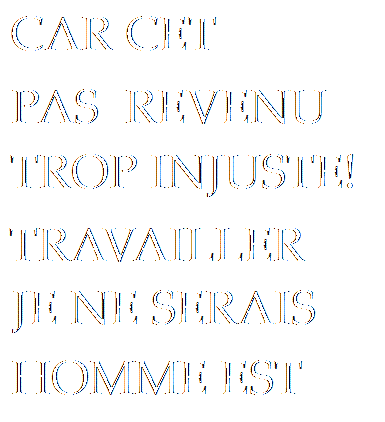 CAR CET
PAS REVENU
TROP INJUSTE!
TRAVAILLER
JE NE SERAIS
HOMME EST